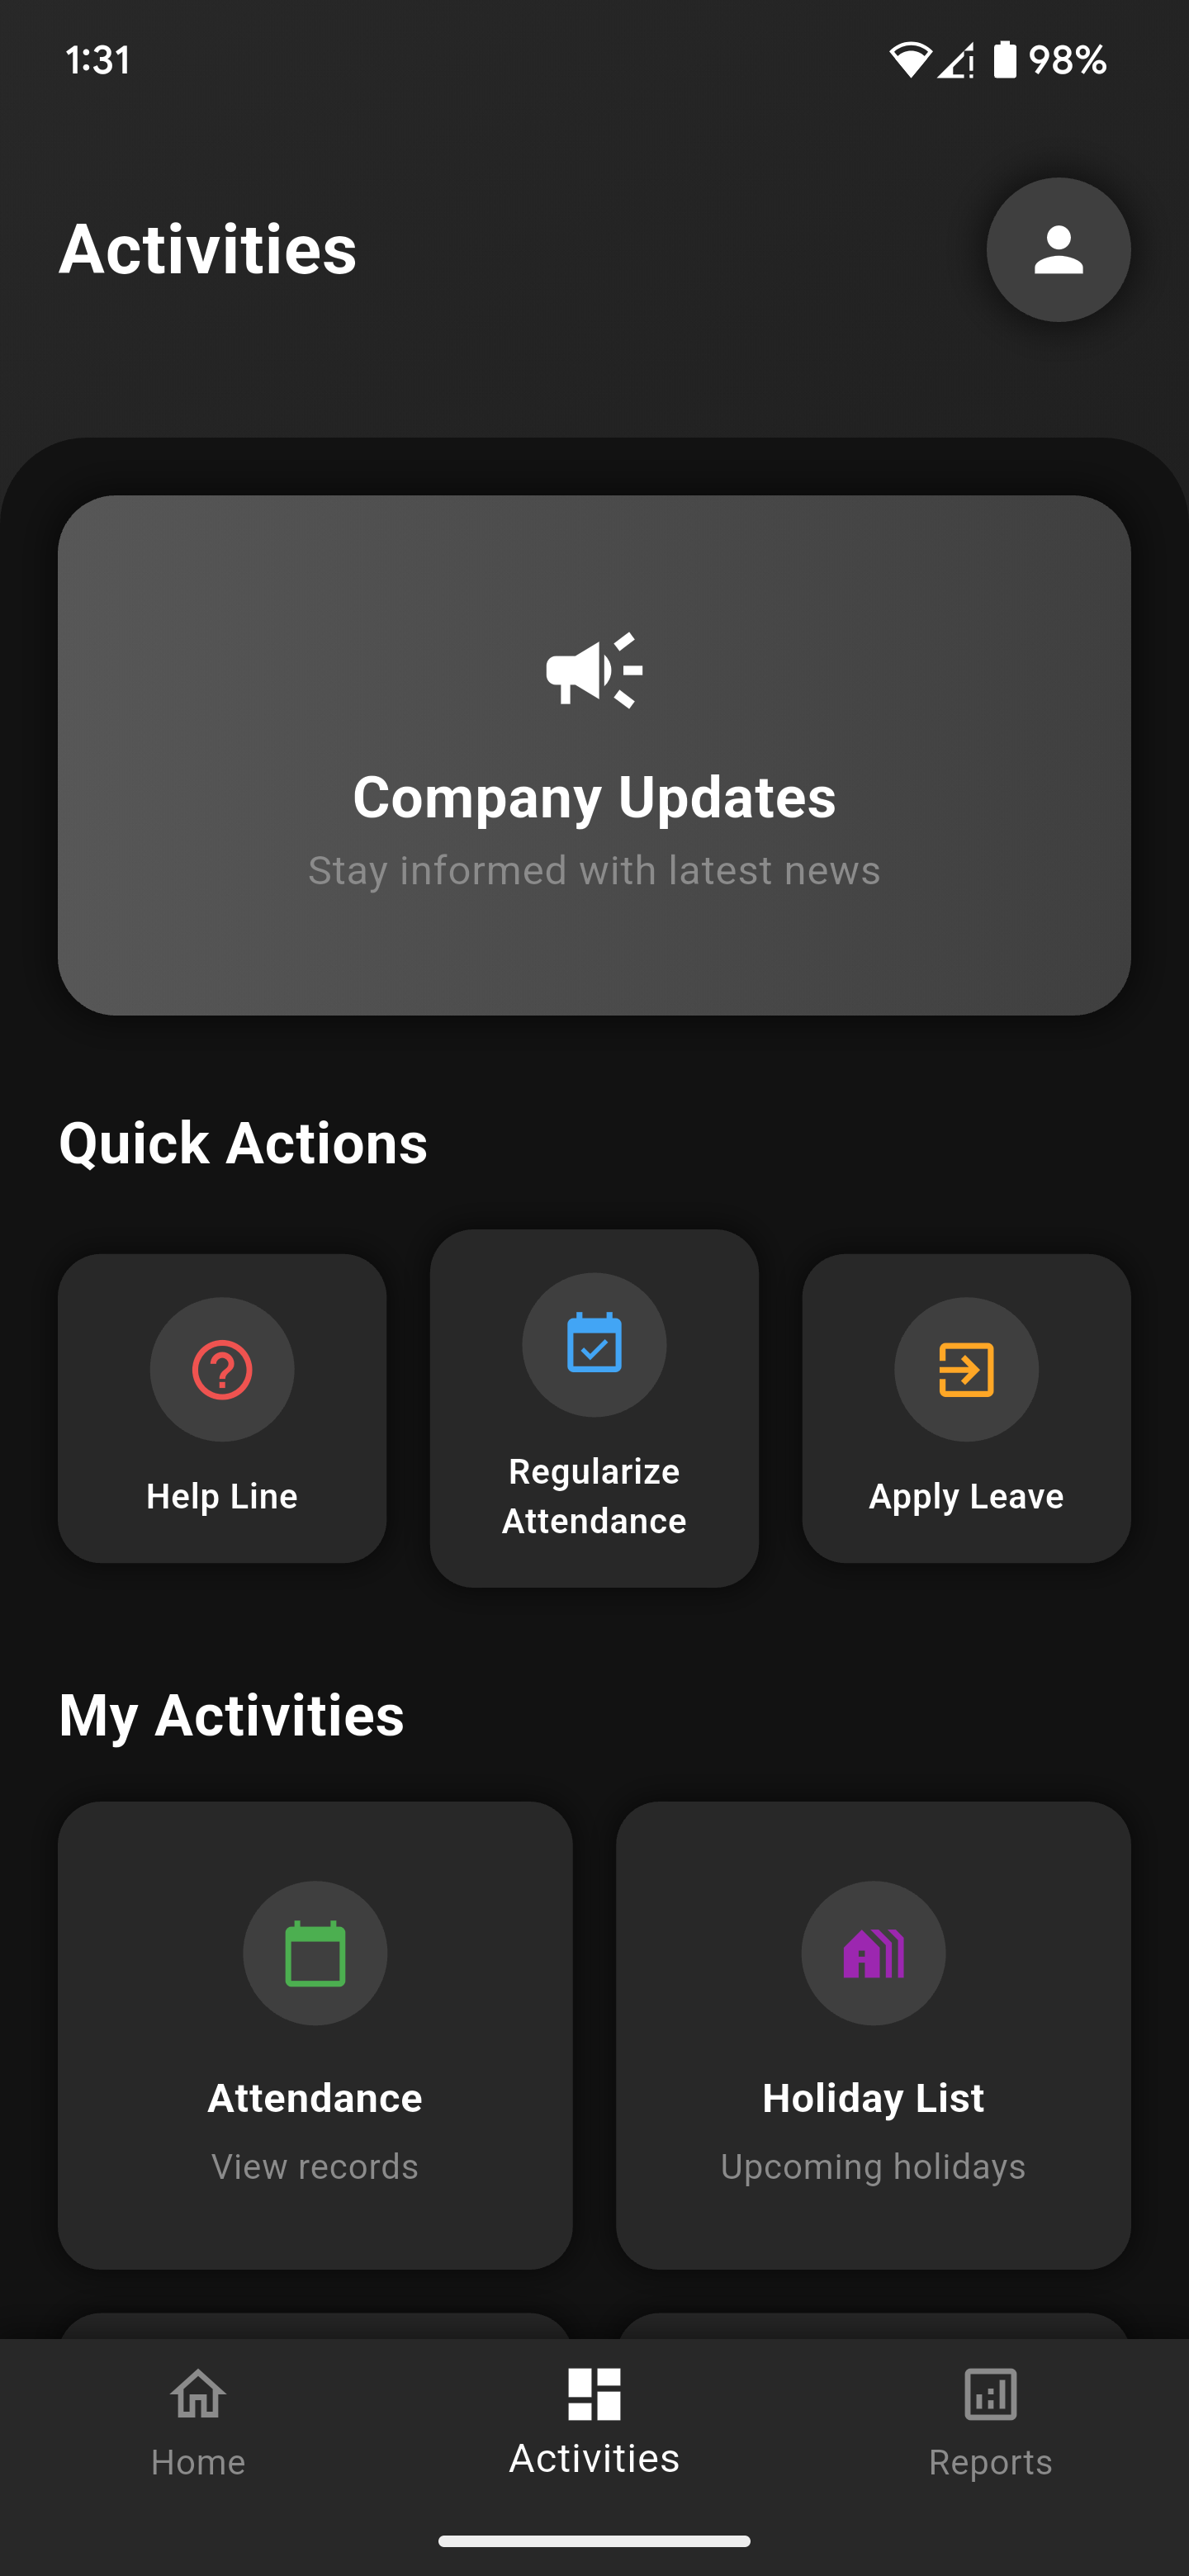 1:31
98%
Activities
Company Updates
Stay informed with latest news
Quick Actions
Help Line
Regularize
Attendance
Apply Leave
My Activities
Attendance
View records
Holiday List
Upcoming holidays
Home
Activities
Reports